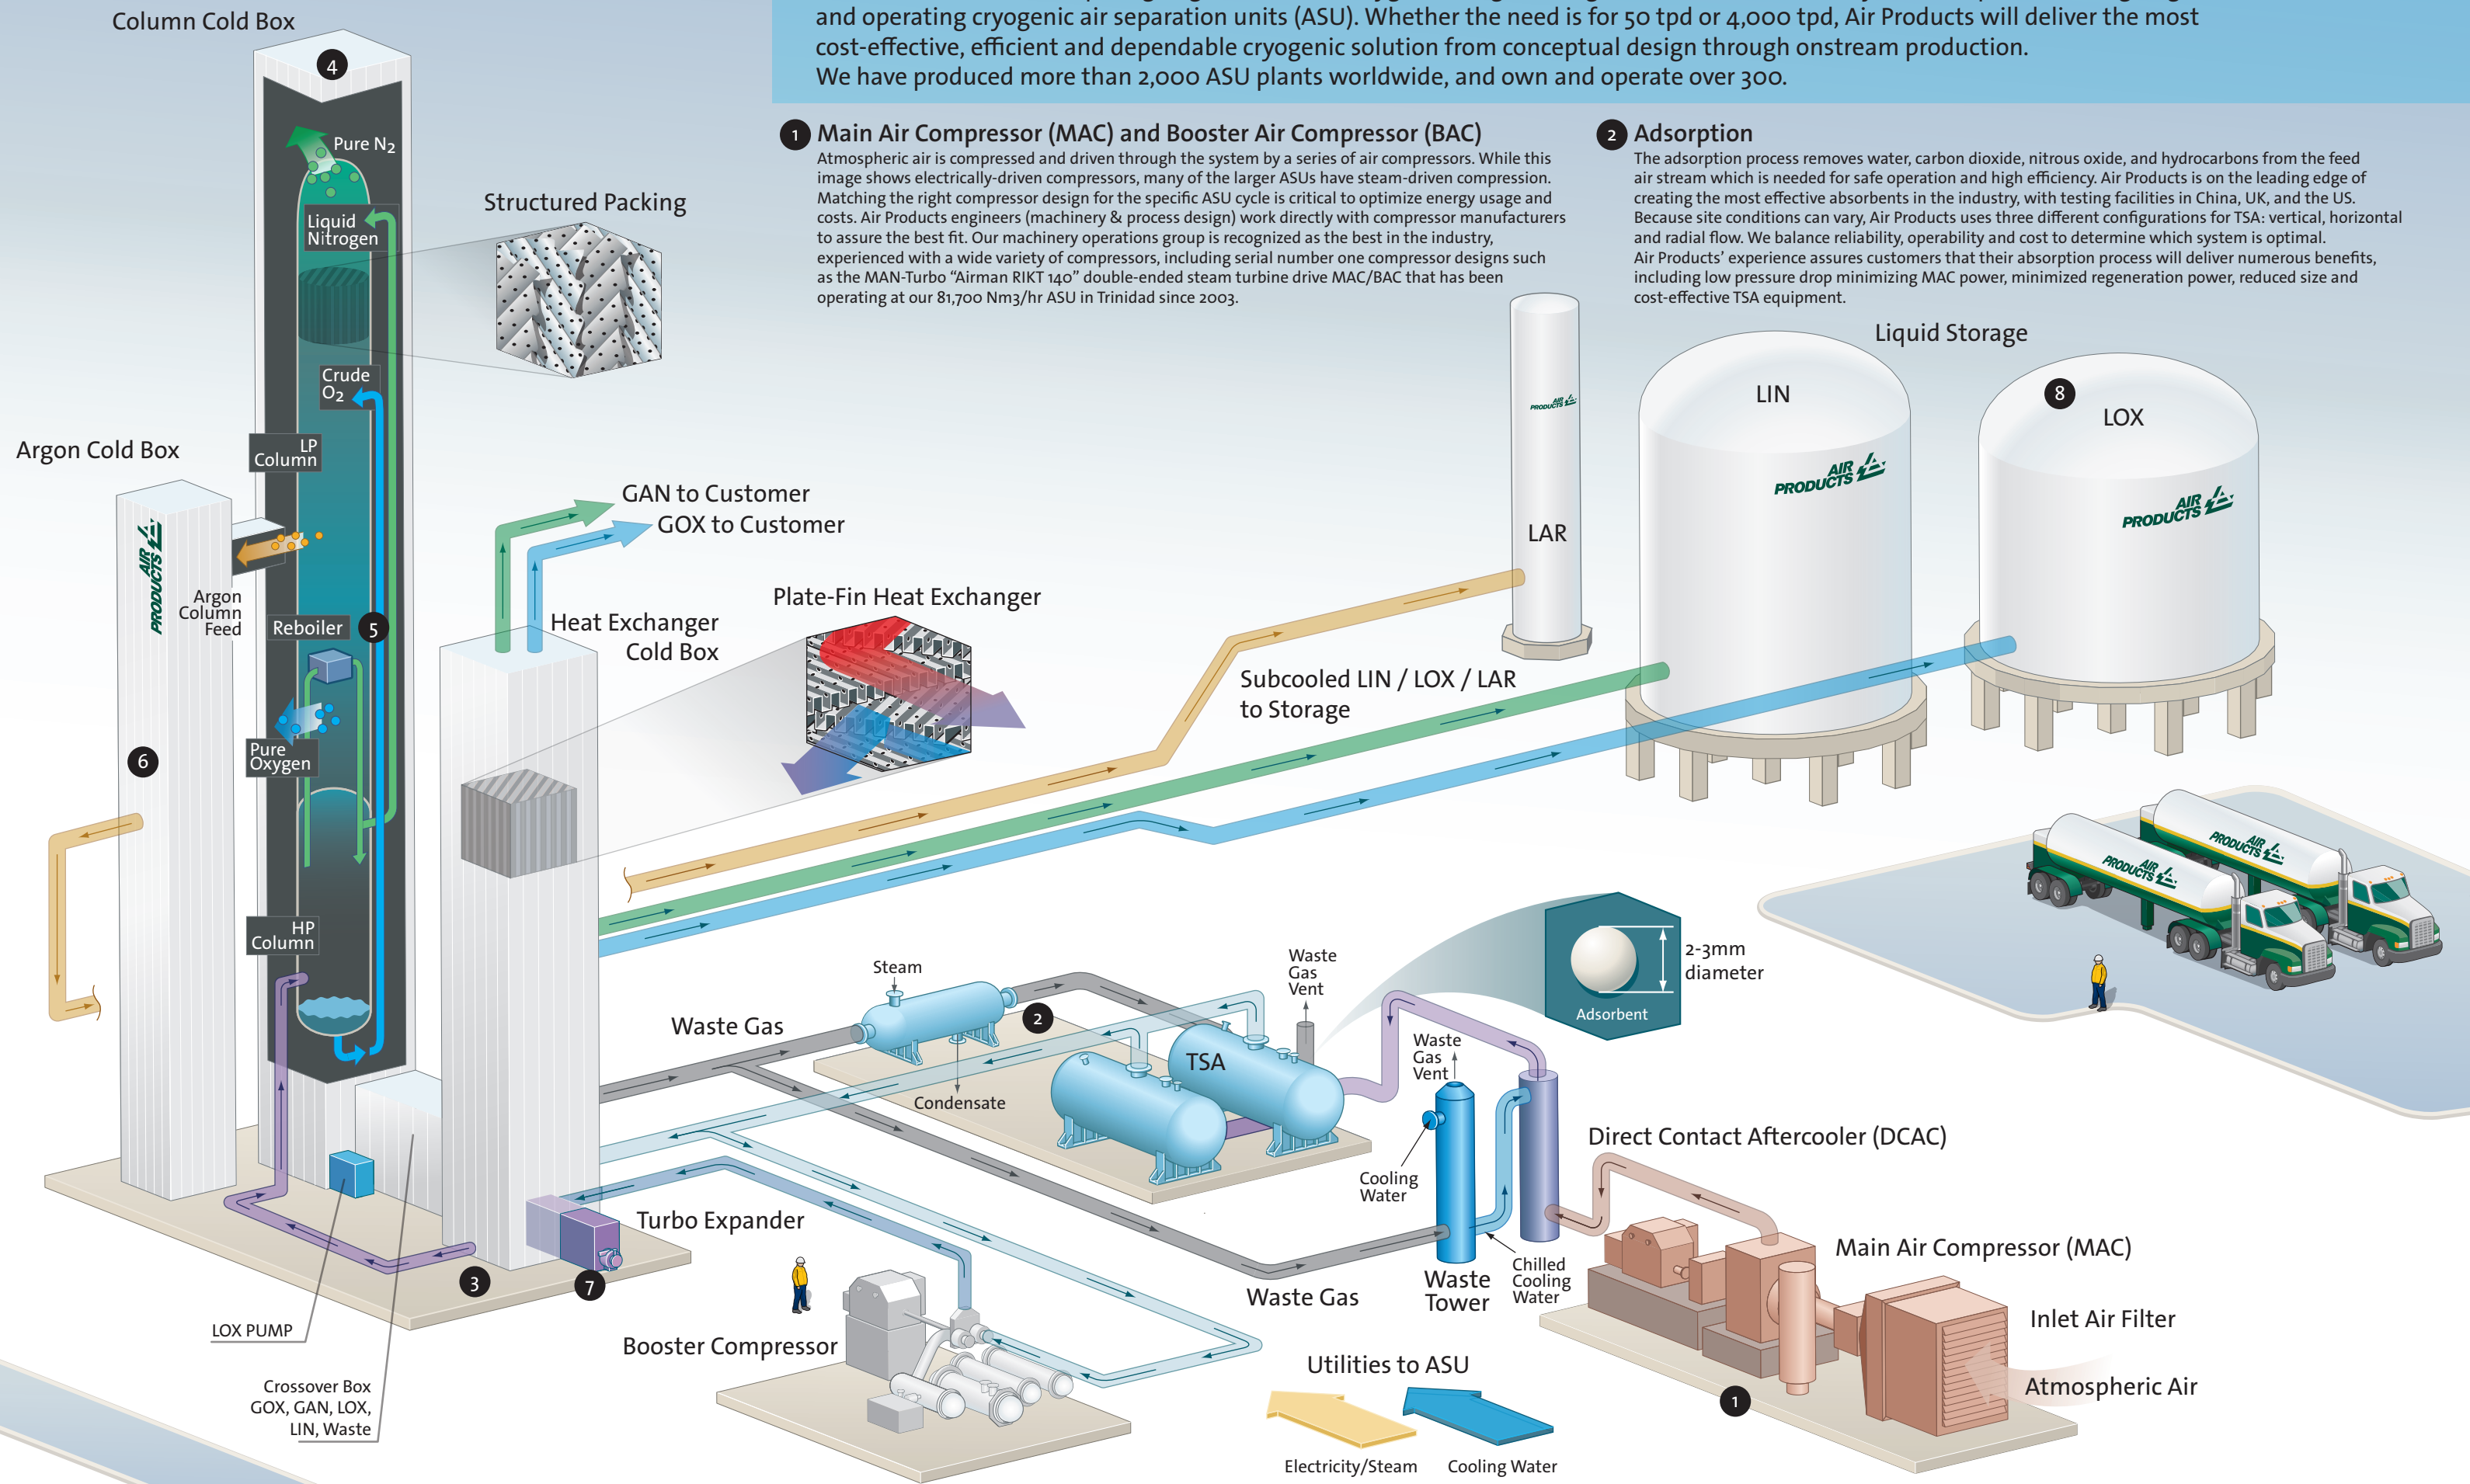 and operating cryogenic air separation units (ASU). Whether the need is for 50 tpd or 4,000 tpd, Air Products will deliver the most
cost-effective, efficient and dependable cryogenic solution from conceptual design through onstream production.
We have produced more than 2,000 ASU plants worldwide, and own and operate over 300.
Column Cold Box
4
1 Main Air Compressor (MAC) and Booster Air Compressor (BAC)
Atmospheric air is compressed and driven through the system by a series of air compressors. While this
image shows electrically-driven compressors, many of the larger ASUs have steam-driven compression.
Matching the right compressor design for the specific ASU cycle is critical to optimize energy usage and
costs. Air Products engineers (machinery & process design) work directly with compressor manufacturers
to assure the best fit. Our machinery operations group is recognized as the best in the industry,
experienced with a wide variety of compressors, including serial number one compressor designs such
as the MAN-Turbo “Airman RIKT 140” double-ended steam turbine drive MAC/BAC that has been
operating at our 81,700 Nm3/hr ASU in Trinidad since 2003.
2 Adsorption
The adsorption process removes water, carbon dioxide, nitrous oxide, and hydrocarbons from the feed
air stream which is needed for safe operation and high efficiency. Air Products is on the leading edge of
creating the most effective absorbents in the industry, with testing facilities in China, UK, and the US.
Because site conditions can vary, Air Products uses three different configurations for TSA: vertical, horizontal
and radial flow. We balance reliability, operability and cost to determine which system is optimal.
Air Products’ experience assures customers that their absorption process will deliver numerous benefits,
including low pressure drop minimizing MAC power, minimized regeneration power, reduced size and
cost-effective TSA equipment.
Pure N2
Liquid
Nitrogen
Structured Packing
Crude
O2
LP
Column
Argon Cold Box
AIR
PRODUCTS
Argon
Column
Feed
Reboiler
5
Pure
Oxygen
6
HP
Column
GAN to Customer
GOX to Customer
Heat Exchanger
Cold Box
Plate-Fin Heat Exchanger
Liquid Storage
AIR
PRODUCTS
LAR
LIN
AIR
PRODUCTS
8
LOX
AIR
PRODUCTS
Subcooled LIN / LOX / LAR
to Storage
AIR
PRODUCTS
AIR
PRODUCTS
Steam
Waste Gas
2
Condensate
TSA
Waste
Gas
Vent
2-3mm
diameter
Adsorbent
Waste
Gas
Vent
Cooling
Water
Direct Contact Aftercooler (DCAC)
Chilled
Cooling
Water
Waste
Tower
Waste Gas
Main Air Compressor (MAC)
Inlet Air Filter
Atmospheric Air
1
Turbo Expander
3
7
LOX PUMP
Crossover Box
GOX, GAN, LOX,
LIN, Waste
Booster Compressor
Utilities to ASU
Electricity/Steam
Cooling Water